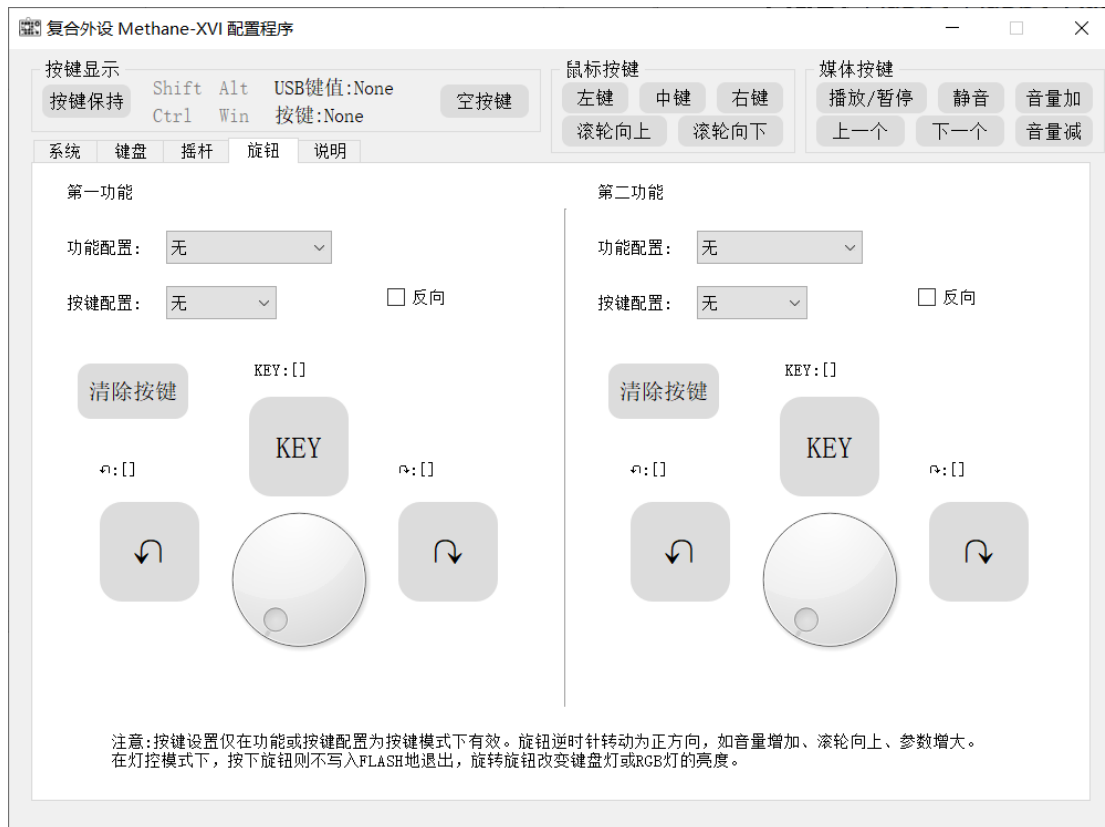 复合外设 Methane-XVI 配置程序
按键显示
按键保持
Shift Alt
Ctrl Win
USB键值:None
按键:None
空按键
鼠标按键
左键 中键 右键
滚轮向上 滚轮向下
媒体按键
播放/暂停 静音 音量加
上一个 下一个 音量减
系统 键盘 摇杆 旋钮 说明
第一功能
功能配置: 无
按键配置: 无 反向
KEY:[]
清除按键
KEY
↶:[] ↷:[]
第二功能
功能配置: 无
按键配置: 无 反向
KEY:[]
清除按键
KEY
↶:[] ↷:[]
注意:按键设置仅在功能或按键配置为按键模式下有效。旋钮逆时针转动为正方向，如音量增加、滚轮向上、参数增大。
在灯控模式下，按下旋钮则不写入FLASH地退出，旋转旋钮改变键盘灯或RGB灯的亮度。